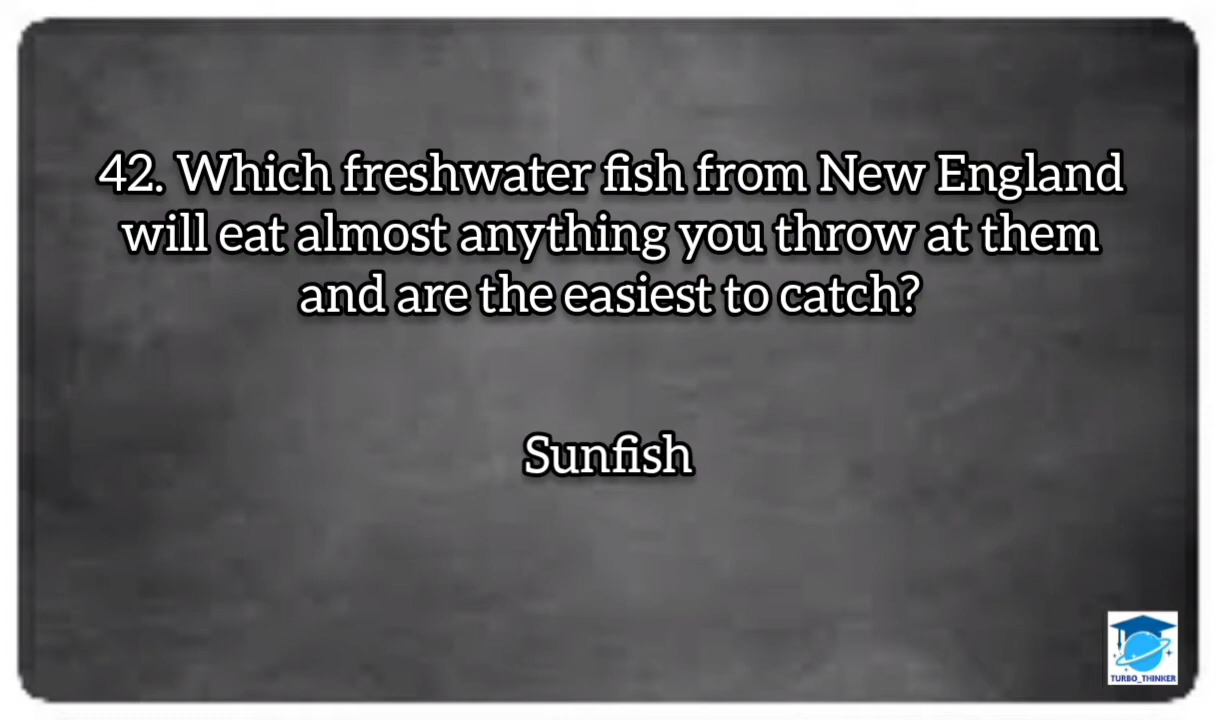 42. Which freshwater fish from New England
will eat almost anything you throw at them
and are the easiest to catch?
Sunfish
TURBO_THINKER